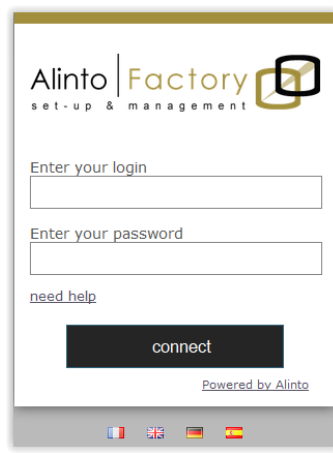 Alinto Factory
set-up & management
Enter your login
Enter your password
need help
connect
Powered by Alinto